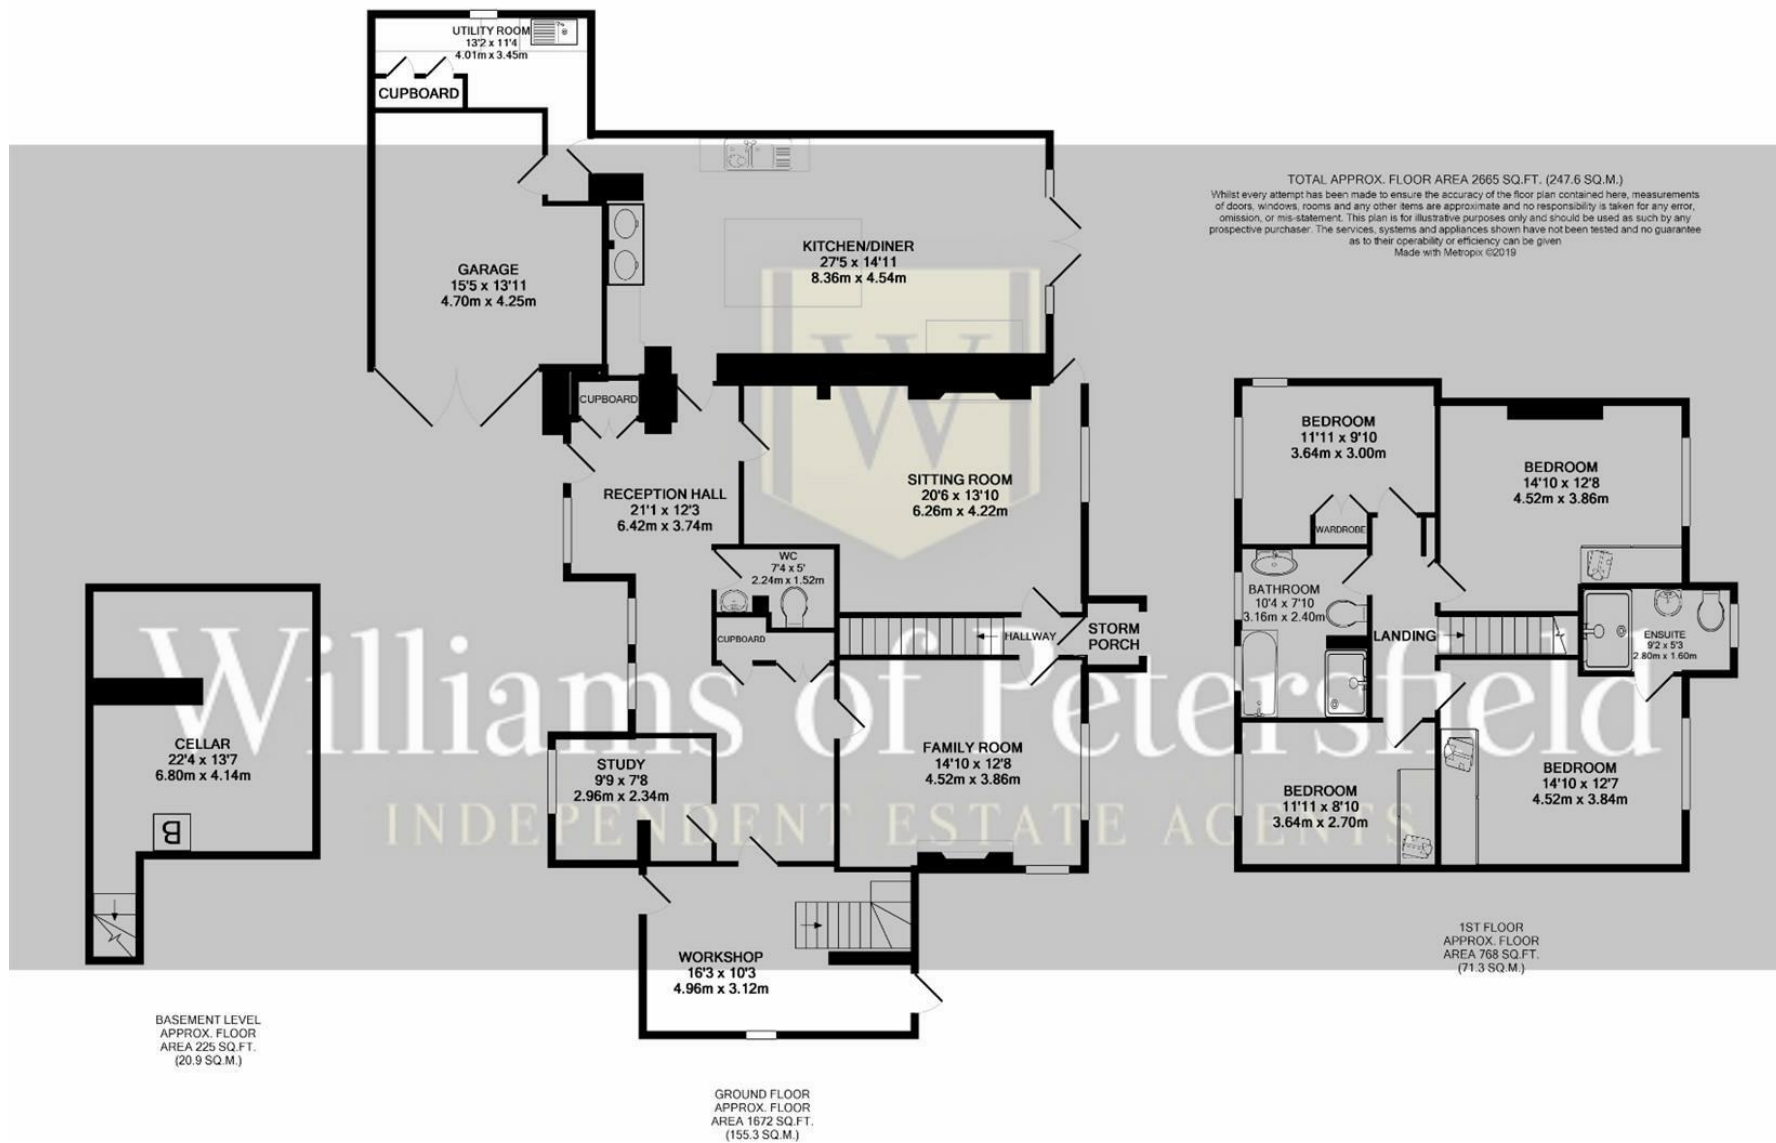 UTILITY ROOM
13'2 x 11'4
4.01m x 3.45m
CUPBOARD
GARAGE
15'5 x 13'11
4.70m x 4.25m
KITCHEN/DINER
27'5 x 14'11
8.36m x 4.54m
TOTAL APPROX. FLOOR AREA 2665 SQ.FT. (247.6 SQ.M.)
Whilst every attempt has been made to ensure the accuracy of the floor plan contained here, measurements
of doors, windows, rooms and any other items are approximate and no responsibility is taken for any error,
omission, or mis-statement. This plan is for illustrative purposes only and should be used as such by any
prospective purchaser. The services, systems and appliances shown have not been tested and no guarantee
as to their operability or efficiency can be given
Made with Metropix ©2019
W
CUPBOARD
RECEPTION HALL
21'1 x 12'3
6.42m x 3.74m
SITTING ROOM
20'6 x 13'10
6.26m x 4.22m
WC
7'4 x 5'
2.24m x 1.52m
CUPBOARD
HALLWAY
STORM
PORCH
BEDROOM
11'11 x 9'10
3.64m x 3.00m
WARDROBE
BEDROOM
14'10 x 12'8
4.52m x 3.86m
BATHROOM
10'4 x 7'10
3.16m x 2.40m
LANDING
ENSUITE
9'2 x 5'3
2.80m x 1.60m
Williams of Petersfield
INDEPENDENT ESTATE AGENTS
CELLAR
22'4 x 13'7
6.80m x 4.14m
B
STUDY
9'9 x 7'8
2.96m x 2.34m
FAMILY ROOM
14'10 x 12'8
4.52m x 3.86m
BEDROOM
11'11 x 8'10
3.64m x 2.70m
BEDROOM
14'10 x 12'7
4.52m x 3.84m
WORKSHOP
16'3 x 10'3
4.96m x 3.12m
BASEMENT LEVEL
APPROX. FLOOR
AREA 225 SQ.FT.
(20.9 SQ.M.)
GROUND FLOOR
APPROX. FLOOR
AREA 1672 SQ.FT.
(155.3 SQ.M.)
1ST FLOOR
APPROX. FLOOR
AREA 768 SQ.FT.
(71.3 SQ.M.)